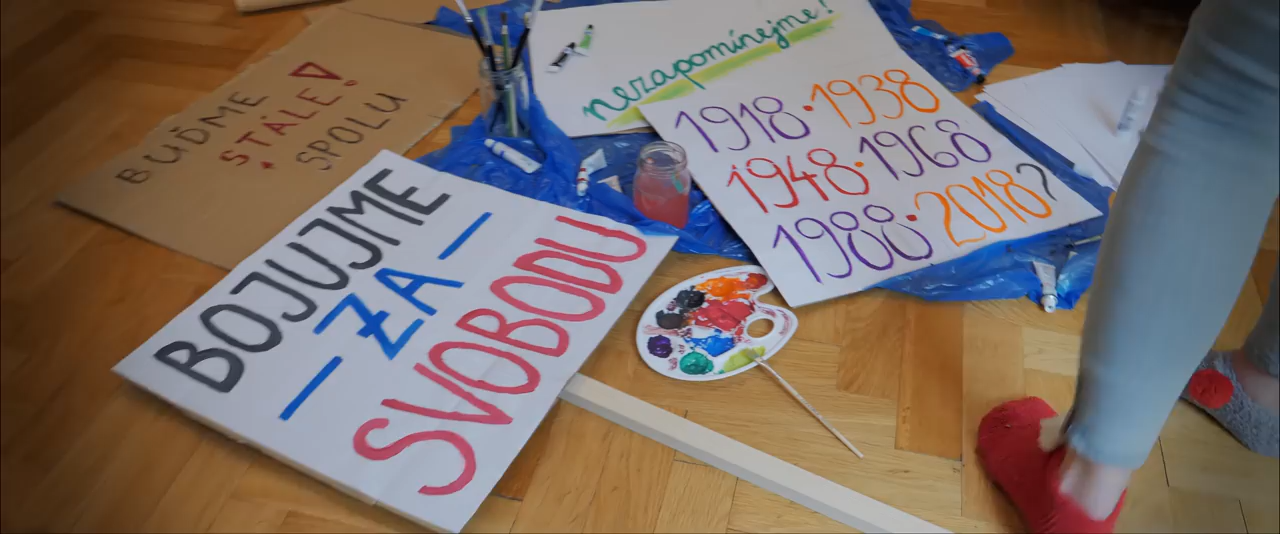 BUĎME
STÁLE!
SPOLU
nezapomínejme!
1918 • 1938
1948 • 1968
1988 • 2018?
BOJUJME
– ZA –
SVOBODU